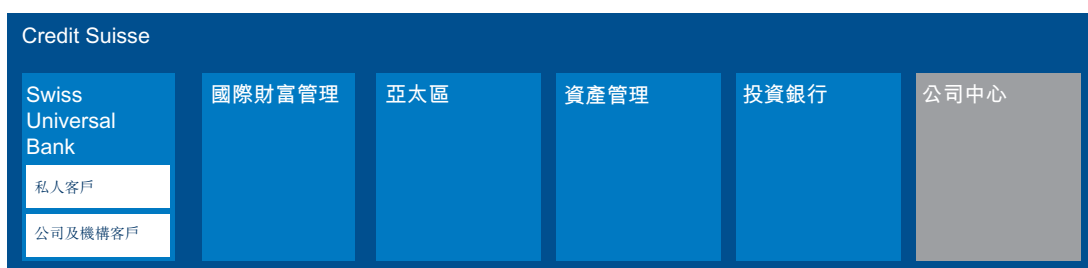 Credit Suisse
Swiss
Universal
Bank
私人客戶
公司及機構客戶
國際財富管理
亞太區
資產管理
投資銀行
公司中心